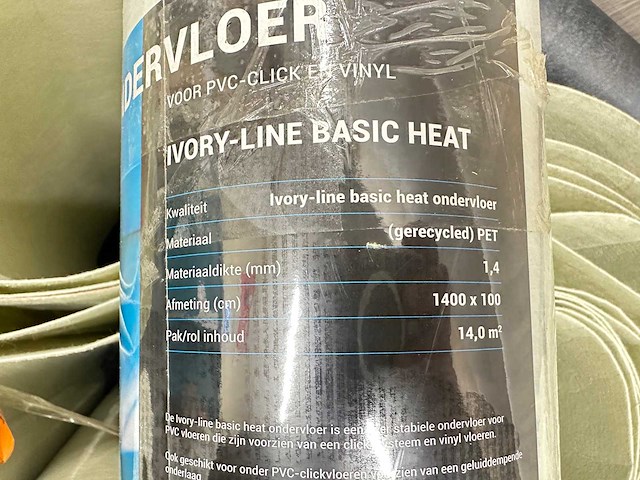 DERVLOER
VOOR PVC-CLICK EN VINYL
IVORY-LINE BASIC HEAT
Kwaliteit Ivory-line basic heat ondervloer
Materiaal (gerecycled) PET
Materiaaldikte (mm) 1,4
Afmeting (cm) 1400 x 100
Pak/rol inhoud 14,0 m²
De Ivory-line basic heat ondervloer is een zeer stabiele ondervloer voor
PVC vloeren die zijn voorzien van een clicksysteem en vinyl vloeren.
Ook geschikt voor onder PVC-clickvloeren voorzien van een geluiddempende
onderlaag